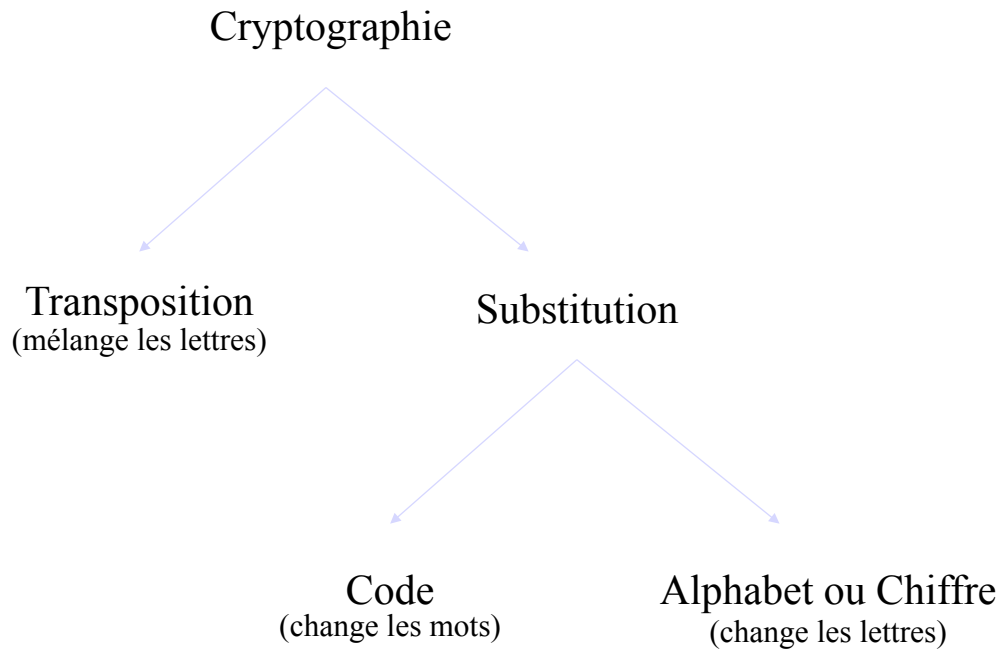 Cryptographie
Transposition
(mélange les lettres)
Substitution
Code
(change les mots)
Alphabet ou Chiffre
(change les lettres)